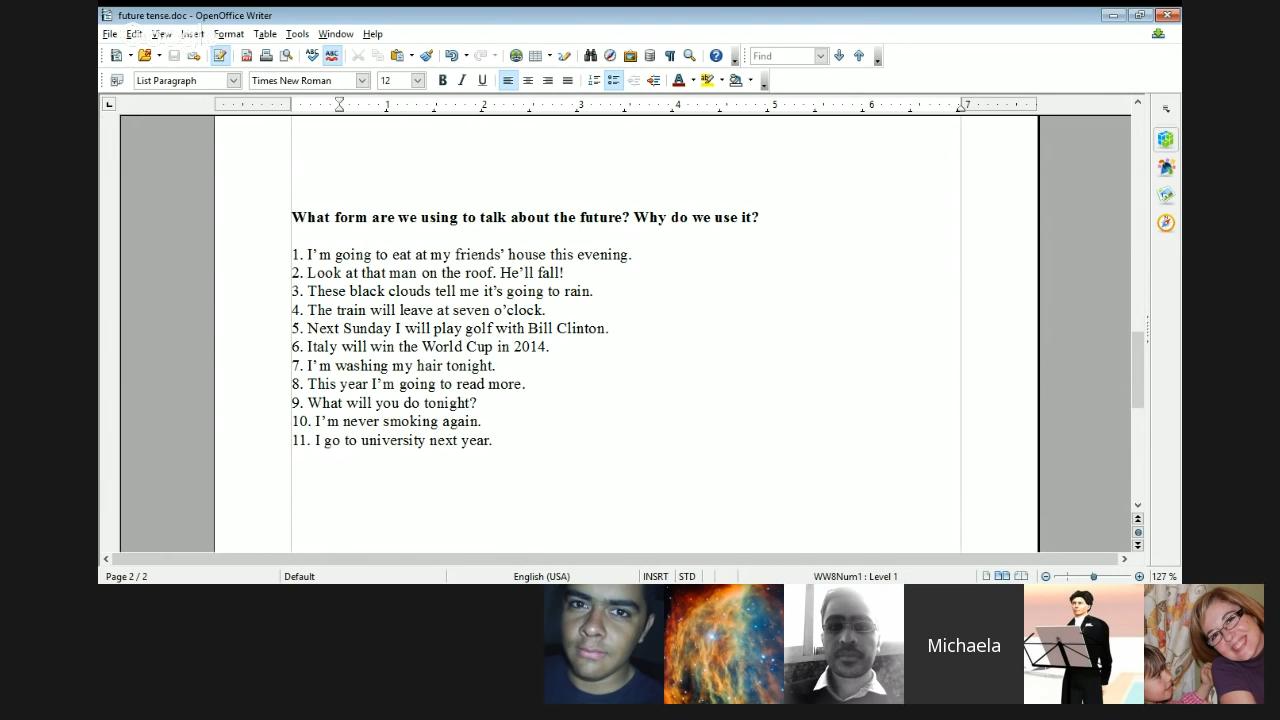 future tense.doc - OpenOffice Writer
File Edit View Insert Format Table Tools Window Help
Find
List Paragraph Times New Roman 12 B I U
1 2 3 4 5 6 7
What form are we using to talk about the future? Why do we use it?
1. I’m going to eat at my friends’ house this evening.
2. Look at that man on the roof. He’ll fall!
3. These black clouds tell me it’s going to rain.
4. The train will leave at seven o’clock.
5. Next Sunday I will play golf with Bill Clinton.
6. Italy will win the World Cup in 2014.
7. I’m washing my hair tonight.
8. This year I’m going to read more.
9. What will you do tonight?
10. I’m never smoking again.
11. I go to university next year.
Page 2 / 2 Default English (USA) INSRT STD WW8Num1 : Level 1 127 %
Michaela